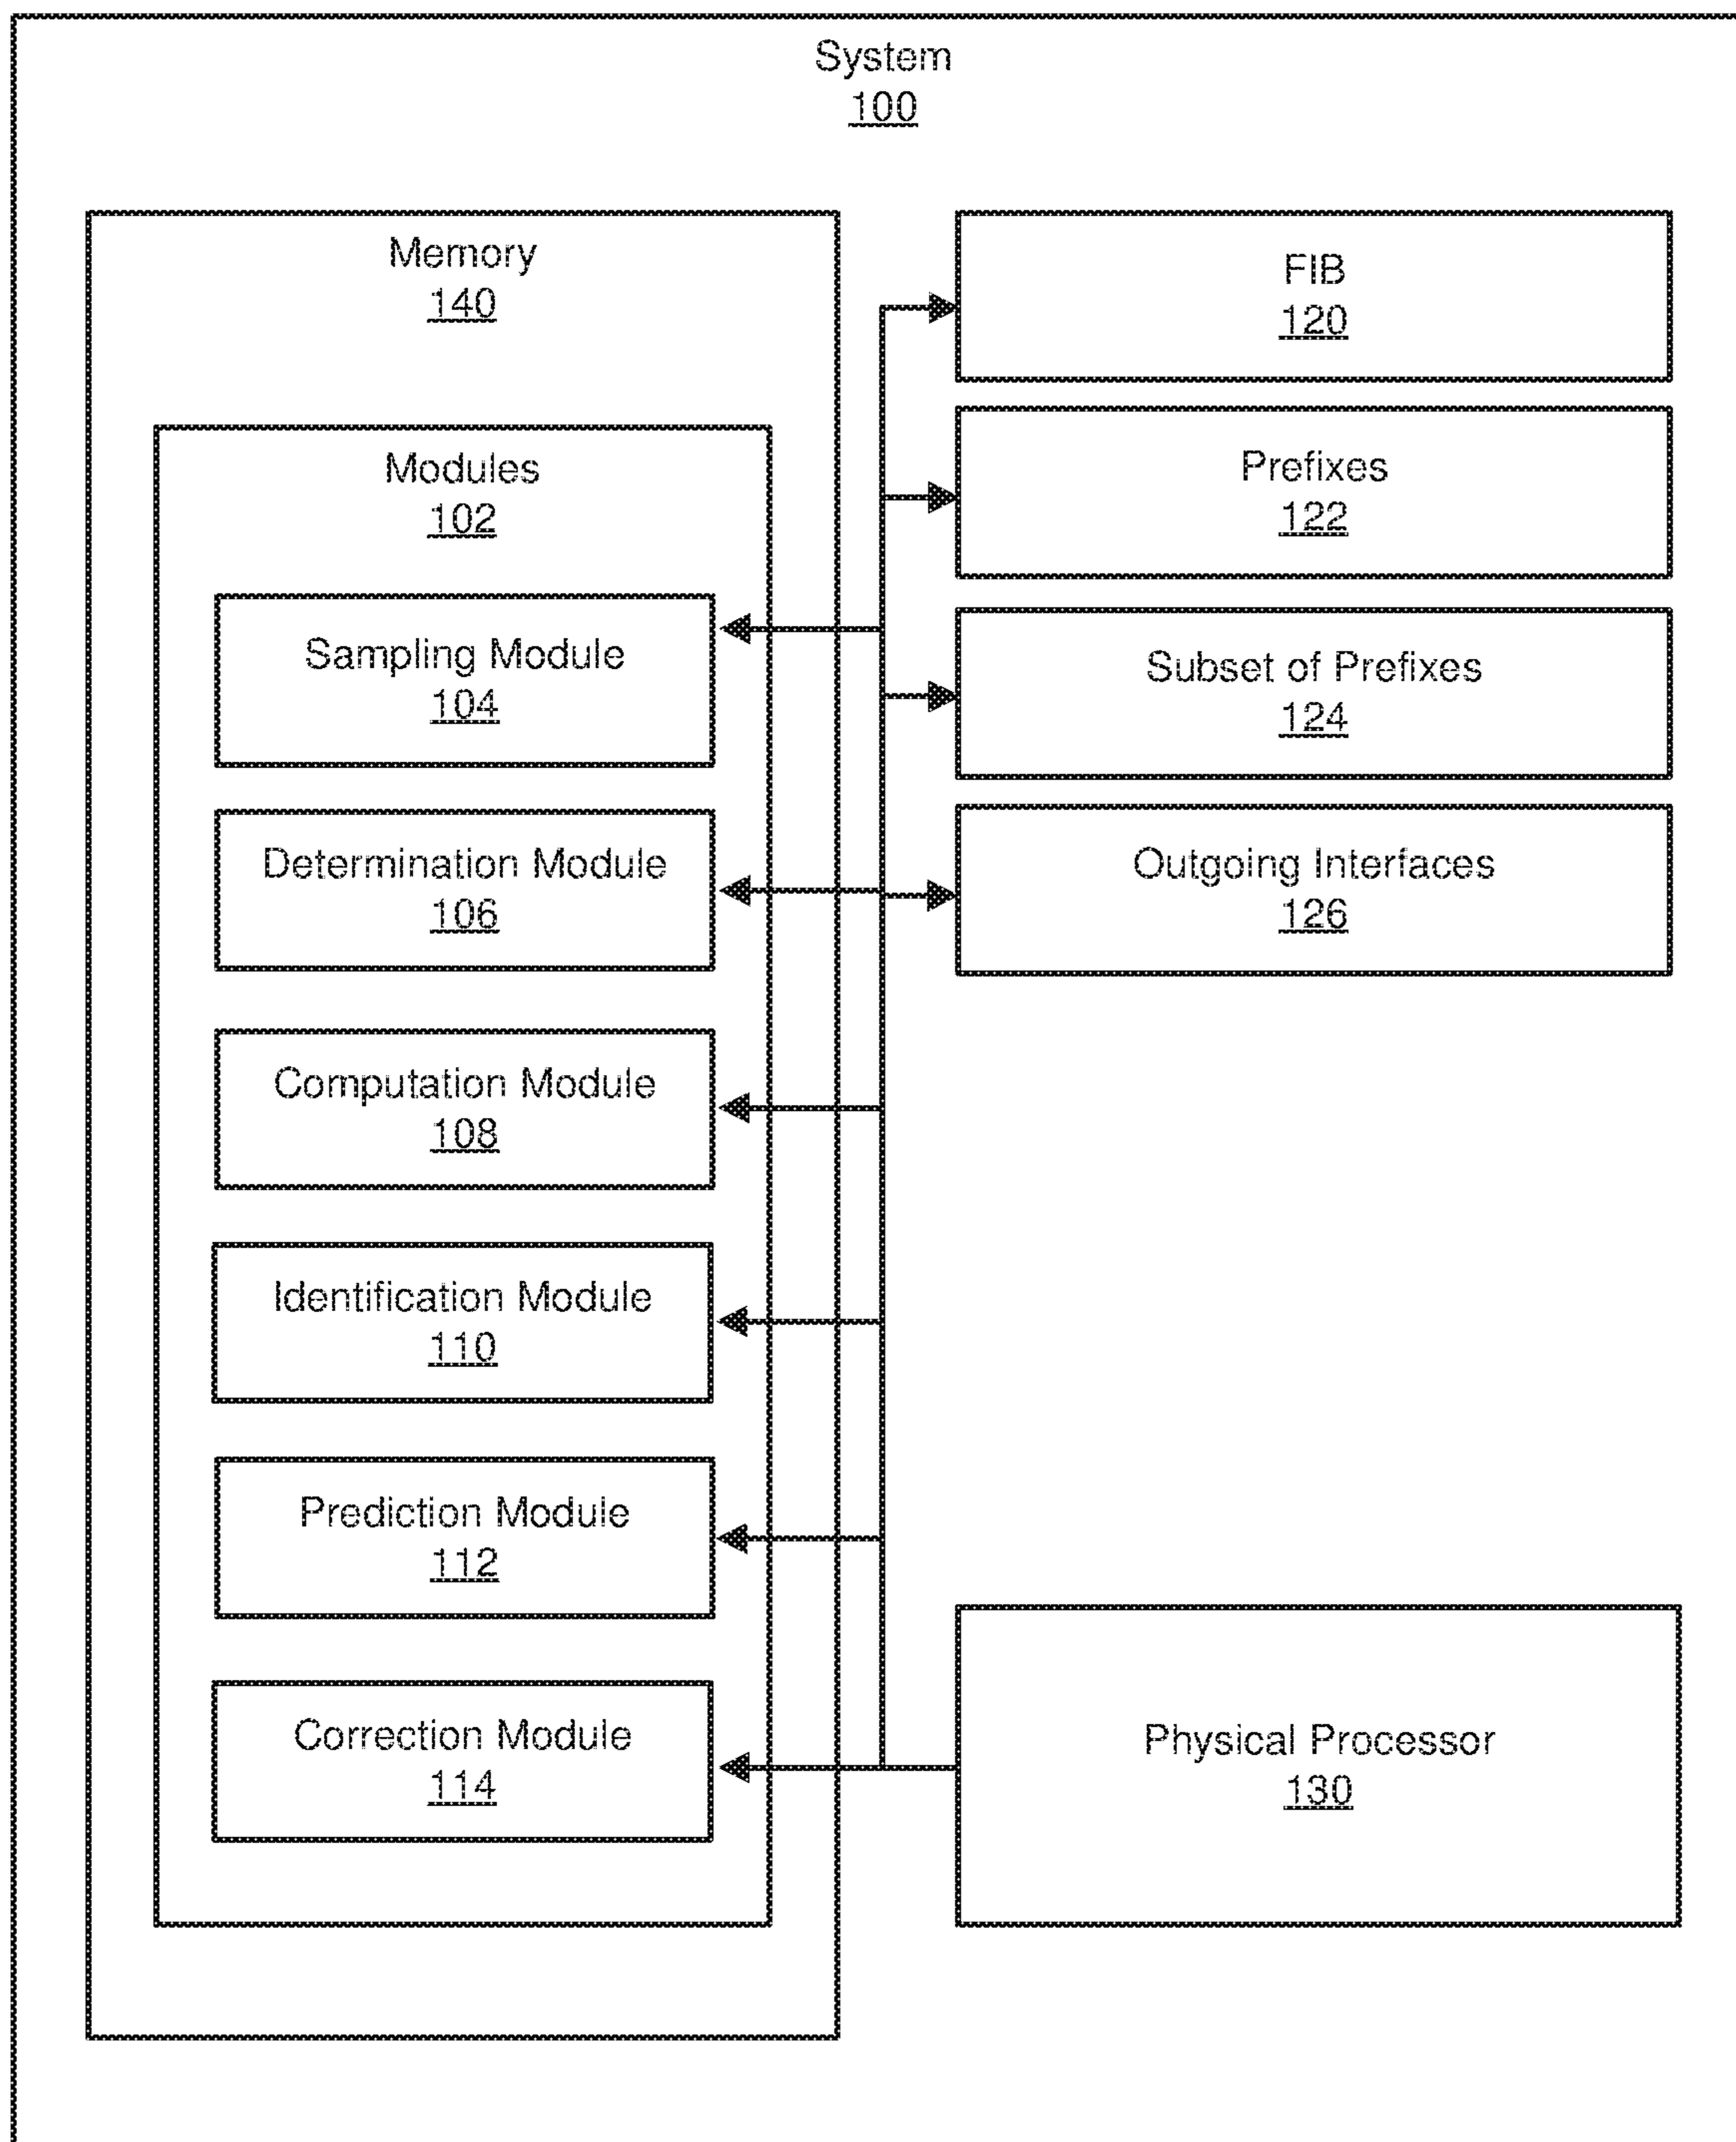 System
100
Memory
140
Modules
102
Sampling Module
104
Determination Module
106
Computation Module
108
Identification Module
110
Prediction Module
112
Correction Module
114
FIB
120
Prefixes
122
Subset of Prefixes
124
Outgoing Interfaces
126
Physical Processor
130